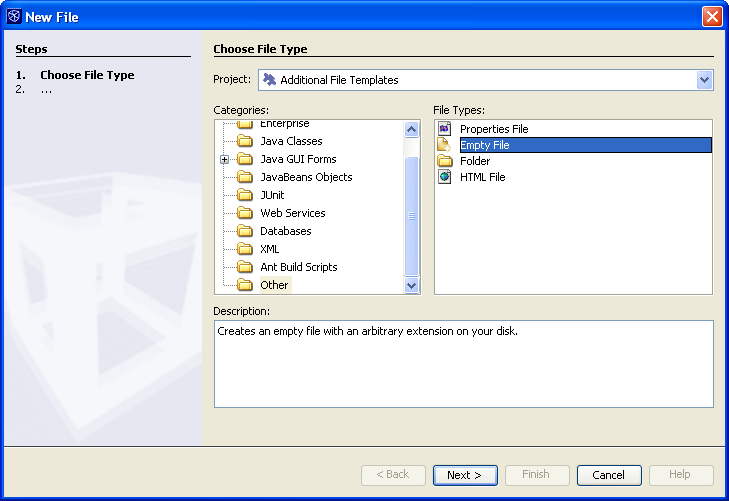 New File
Steps
1. Choose File Type
2. ...
Choose File Type
Project: Additional File Templates
Categories:
Enterprise
Java Classes
Java GUI Forms
JavaBeans Objects
JUnit
Web Services
Databases
XML
Ant Build Scripts
Other
File Types:
Properties File
Empty File
Folder
HTML File
Description:
Creates an empty file with an arbitrary extension on your disk.
< Back Next > Finish Cancel Help